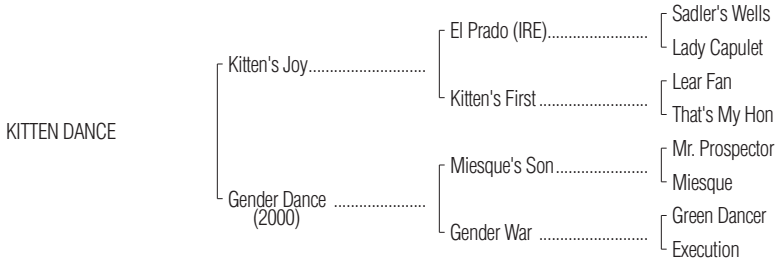 Sadler's Wells
El Prado (IRE)............................
Lady Capulet
Kitten's Joy.................................
Lear Fan
Kitten's First ..............................
That's My Hon
KITTEN DANCE
Mr. Prospector
Miesque's Son..........................
Miesque
Gender Dance ..........................
(2000)
Green Dancer
Gender War ..............................
Execution